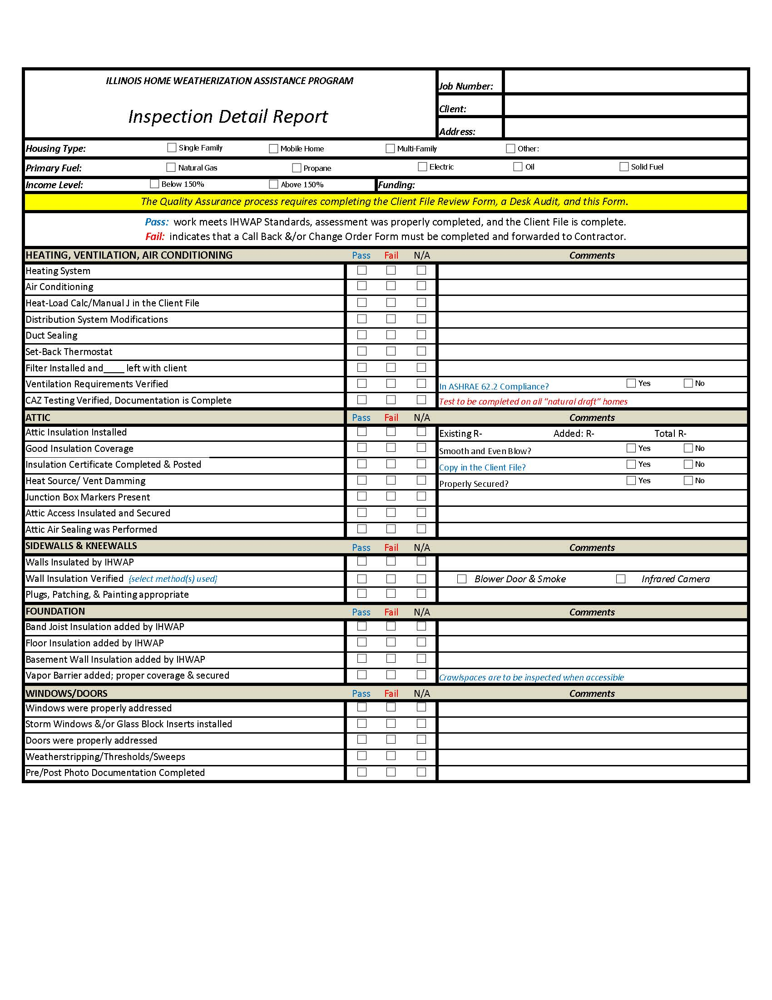 ILLINOIS HOME WEATHERIZATION ASSISTANCE PROGRAM
Inspection Detail Report
Job Number:
Client:
Address:
Housing Type: Single Family Mobile Home Multi-Family Other:
Primary Fuel: Natural Gas Propane Electric Oil Solid Fuel
Income Level: Below 150% Above 150% Funding:
The Quality Assurance process requires completing the Client File Review Form, a Desk Audit, and this Form.
Pass: work meets IHWAP Standards, assessment was properly completed, and the Client File is complete.
Fail: indicates that a Call Back &/or Change Order Form must be completed and forwarded to Contractor.
HEATING, VENTILATION, AIR CONDITIONING Pass Fail N/A Comments
Heating System
Air Conditioning
Heat-Load Calc/Manual J in the Client File
Distribution System Modifications
Duct Sealing
Set-Back Thermostat
Filter Installed and____ left with client
Ventilation Requirements Verified In ASHRAE 62.2 Compliance? Yes No
CAZ Testing Verified, Documentation is Complete Test to be completed on all "natural draft" homes
ATTIC Pass Fail N/A Comments
Attic Insulation Installed Existing R- Added: R- Total R-
Good Insulation Coverage Smooth and Even Blow? Yes No
Insulation Certificate Completed & Posted Copy in the Client File? Yes No
Heat Source/ Vent Damming Properly Secured? Yes No
Junction Box Markers Present
Attic Access Insulated and Secured
Attic Air Sealing was Performed
SIDEWALLS & KNEEWALLS Pass Fail N/A Comments
Walls Insulated by IHWAP
Wall Insulation Verified {select method(s) used} Blower Door & Smoke Infrared Camera
Plugs, Patching, & Painting appropriate
FOUNDATION Pass Fail N/A Comments
Band Joist Insulation added by IHWAP
Floor Insulation added by IHWAP
Basement Wall Insulation added by IHWAP
Vapor Barrier added; proper coverage & secured Crawlspaces are to be inspected when accessible
WINDOWS/DOORS Pass Fail N/A Comments
Windows were properly addressed
Storm Windows &/or Glass Block Inserts installed
Doors were properly addressed
Weatherstripping/Thresholds/Sweeps
Pre/Post Photo Documentation Completed